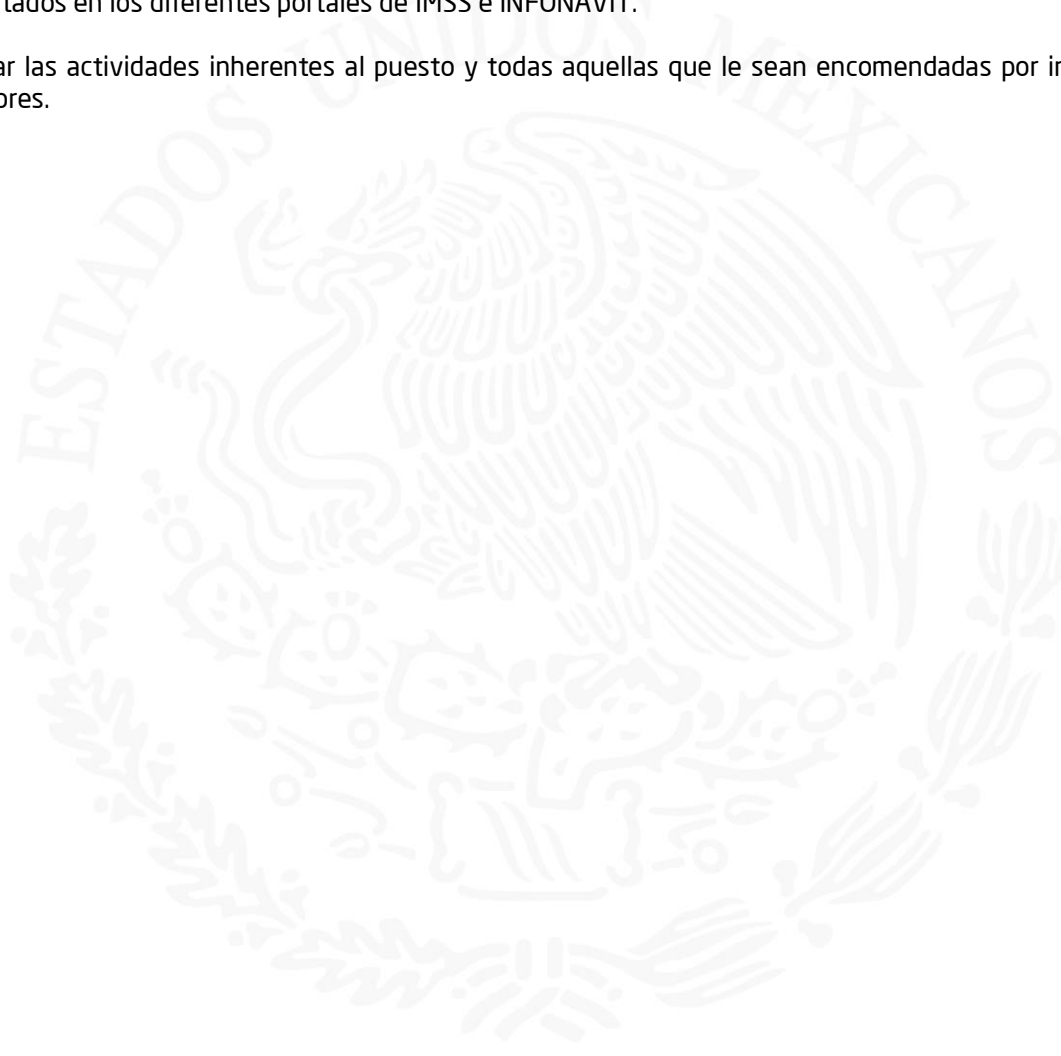 tados en los diferentes portales de IMSS e INFONAVIT.
ar las actividades inherentes al puesto y todas aquellas que le sean encomendadas por in
ores.
ESTADOS UNIDOS MEXICANOS